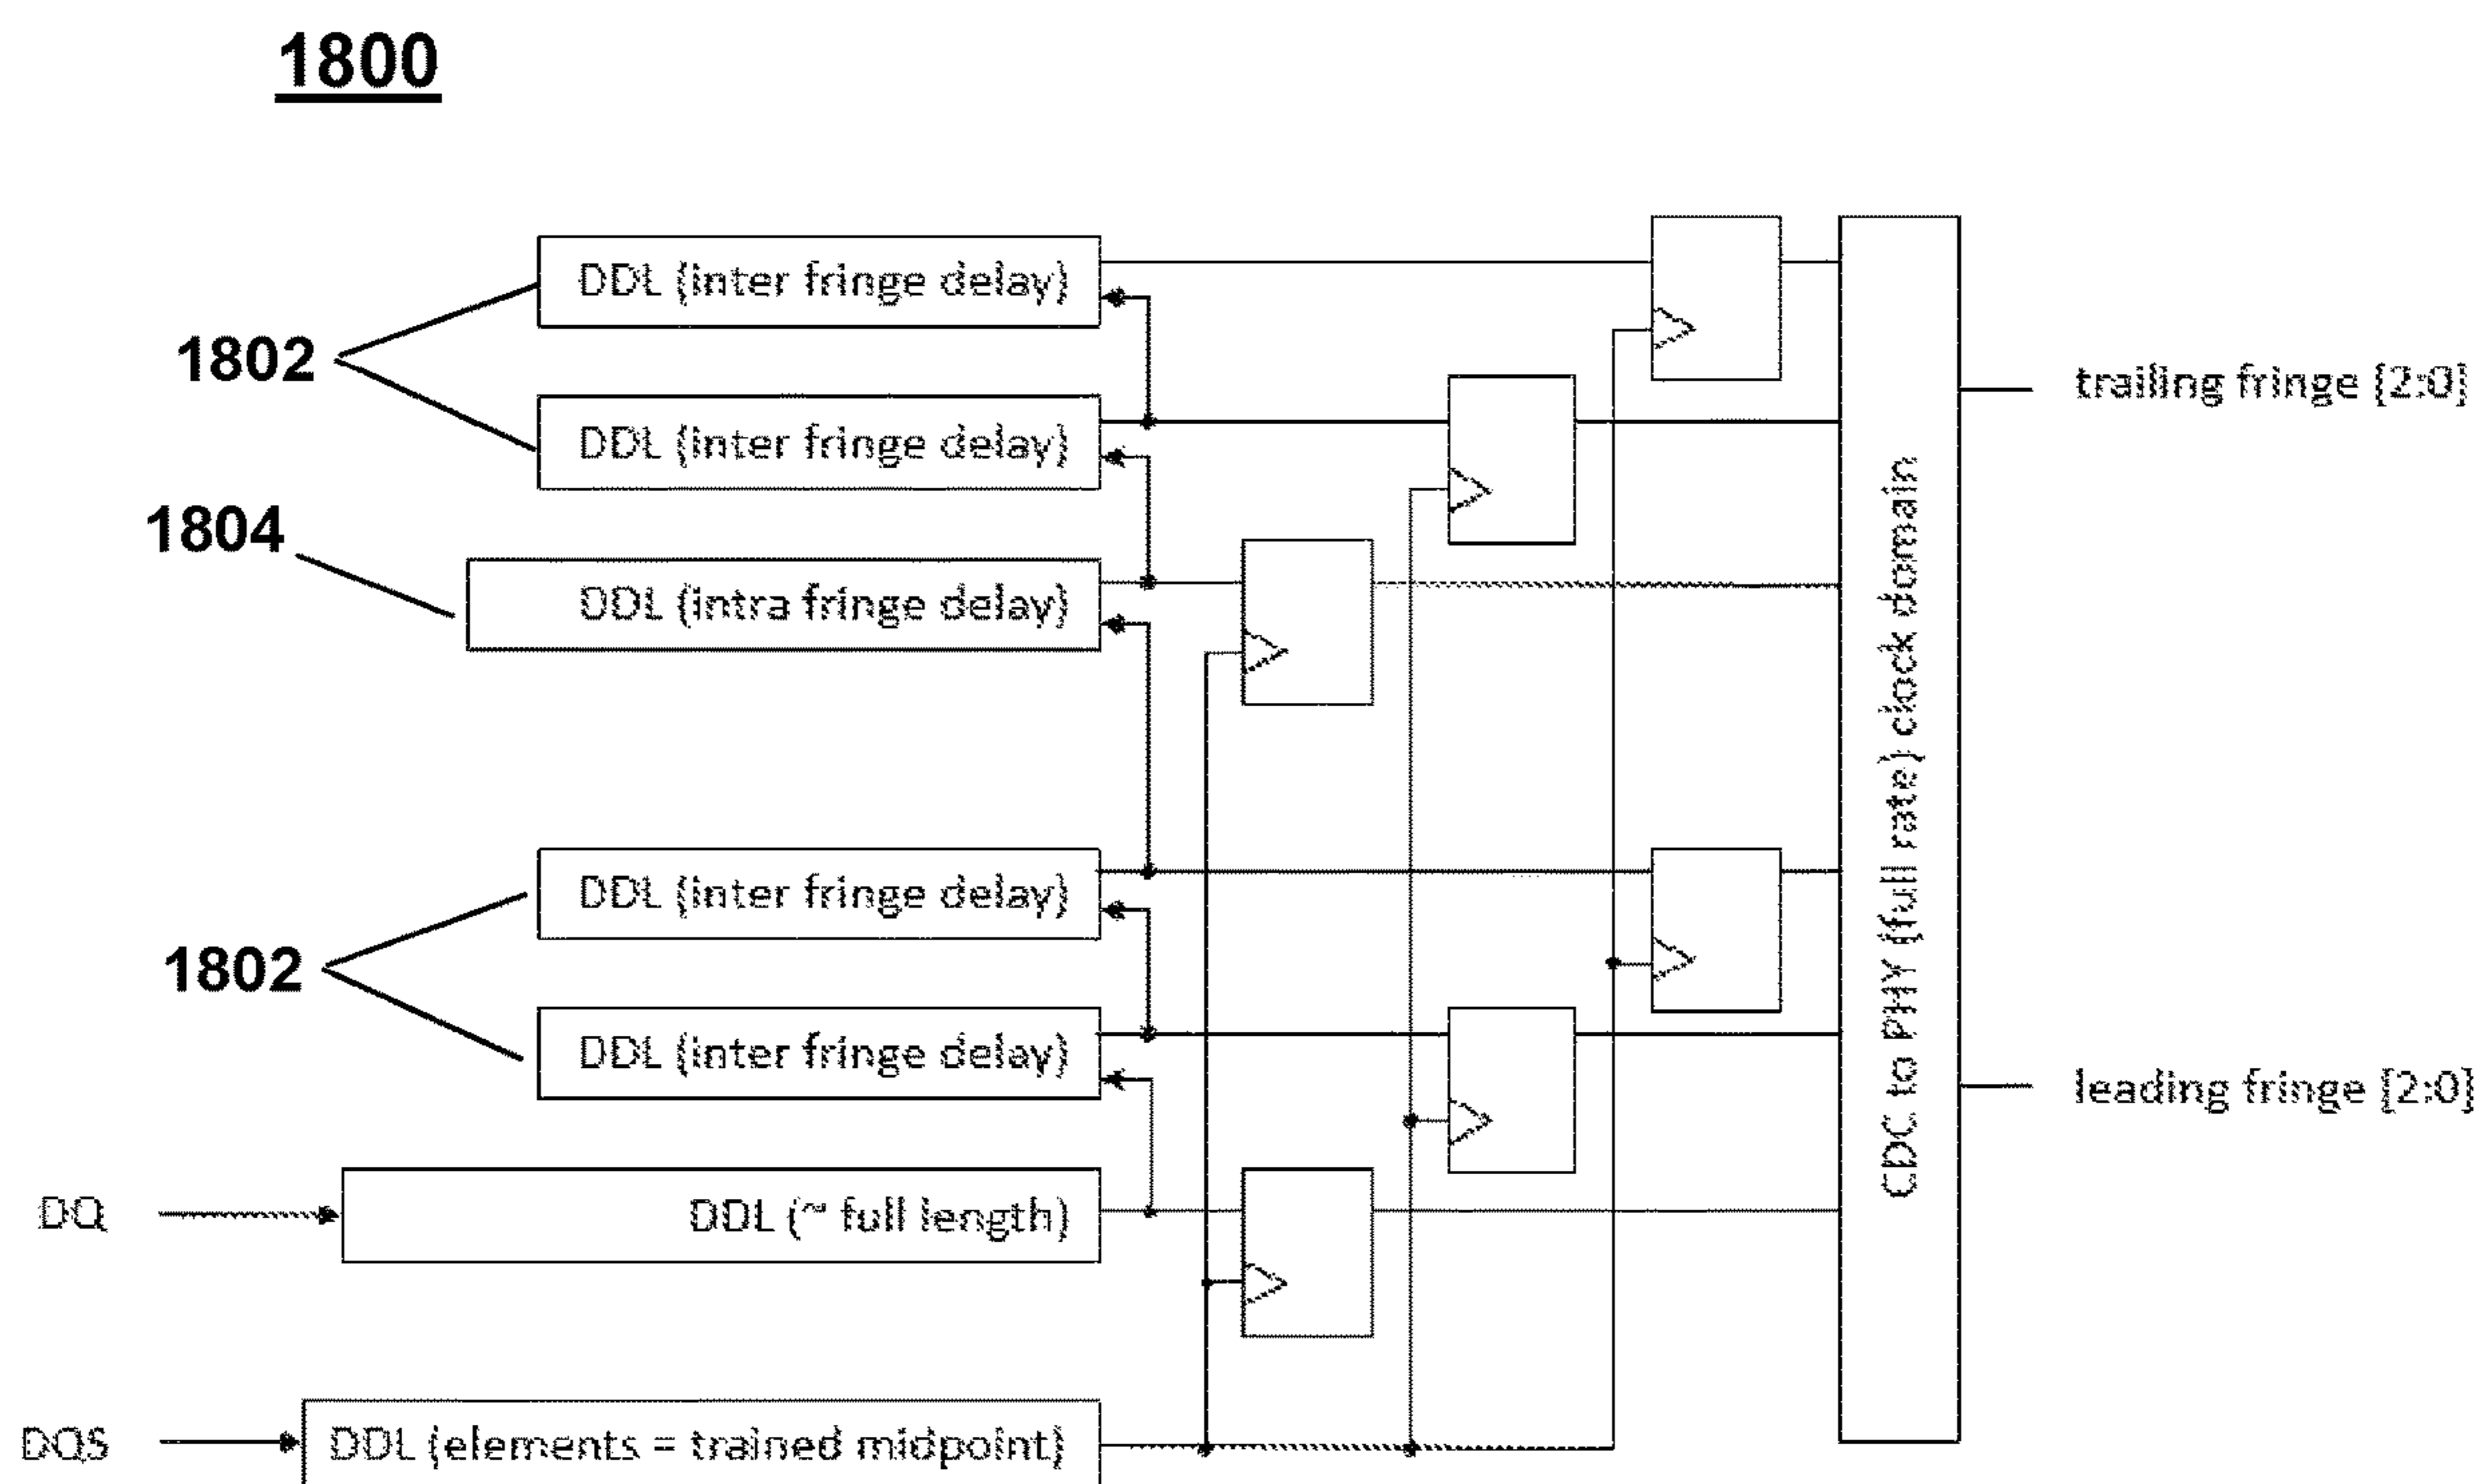 1800
DDL (inter fringe delay)
1802
trailing fringe [2:0]
DDL (inter fringe delay)
1804
DDL (intra fringe delay)
CDC to PHY (full rate) clock domain
DDL (inter fringe delay)
1802
DDL (inter fringe delay)
leading fringe [2:0]
DQ
DDL (~ full length)
DQS
DDL (elements = trained midpoint)